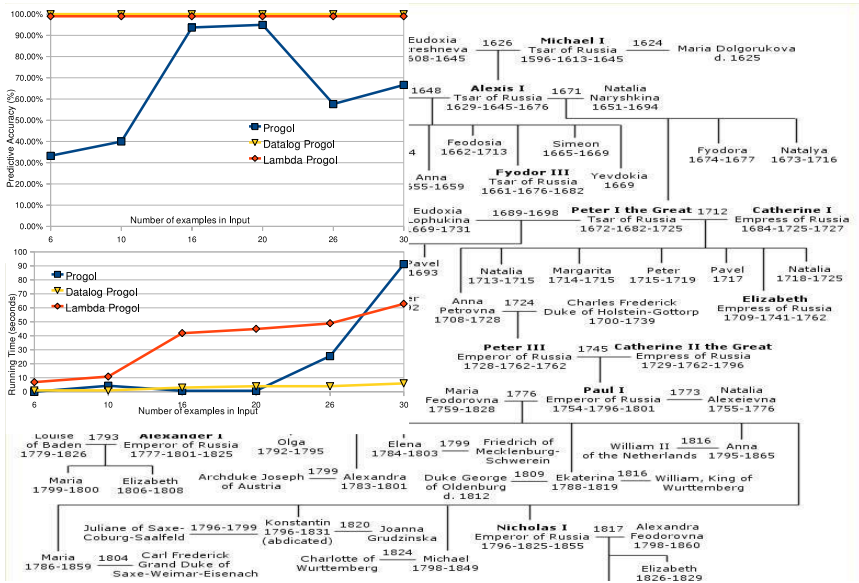 100.00%
90.00%
80.00%
70.00%
60.00%
50.00%
40.00%
30.00%
20.00%
10.00%
0.00%
Predictive Accuracy (%)
Progol
Datalog Progol
Lambda Progol
Number of examples in Input
6 10 16 20 26 30
100
90
80
70
60
50
40
30
20
10
0
Running Time (seconds)
Progol
Datalog Progol
Lambda Progol
6 10 16 20 26 30
Number of examples in Input
Eudoxia
1626
Michael I
Tsar of Russia
1596-1613-1645
1624
Maria Dolgorukova
d. 1625
1648
Alexis I
Tsar of Russia
1629-1645-1676
1671
Natalia
Naryshkina
1651-1694
Feodosia
1662-1713
Simeon
1665-1669
Fyodora
1674-1677
Natalya
1673-1716
Anna
Fyodor III
Tsar of Russia
1661-1676-1682
Yevdokia
1669
Eudoxia
1689-1698
Peter I the Great
Tsar of Russia
1672-1682-1725
1712
Catherine I
Empress of Russia
1684-1725-1727
Pavel
Natalia
1713-1715
Margarita
1714-1715
Peter
1715-1719
Pavel
1717
Natalia
1718-1725
Anna
Petrovna
1708-1728
1724
Charles Frederick
Duke of Holstein-Gottorp
1700-1739
Elizabeth
Empress of Russia
1709-1741-1762
Peter III
Emperor of Russia
1728-1762-1762
1745
Catherine II the Great
Empress of Russia
1729-1762-1796
Maria
Feodorovna
1759-1828
1776
Paul I
Emperor of Russia
1754-1796-1801
1773
Natalia
Alexeievna
1755-1776
Louise
of Baden
1779-1826
1793
Alexander I
Emperor of Russia
1777-1801-1825
Olga
1792-1795
Elena
1784-1803
1799
Friedrich of
Mecklenburg-
Schwerein
William II
of the Netherlands
1816
Anna
1795-1865
Maria
1799-1800
Elizabeth
1806-1808
Archduke Joseph
of Austria
1799
Alexandra
1783-1801
Duke George
of Oldenburg
d. 1812
1809
Ekaterina
1788-1819
1816
William, King of
Wurttemberg
Juliane of Saxe-
Coburg-Saalfeld
1796-1799
Konstantin
1796-1831
(abdicated)
1820
Joanna
Grudzinska
Nicholas I
Emperor of Russia
1796-1825-1855
1817
Alexandra
Feodorovna
1798-1860
Maria
1786-1859
1804
Carl Frederick
Grand Duke of
Saxe-Weimar-Eisenach
Charlotte of
Wurttemberg
1824
Michael
1798-1849
Elizabeth
1826-1829